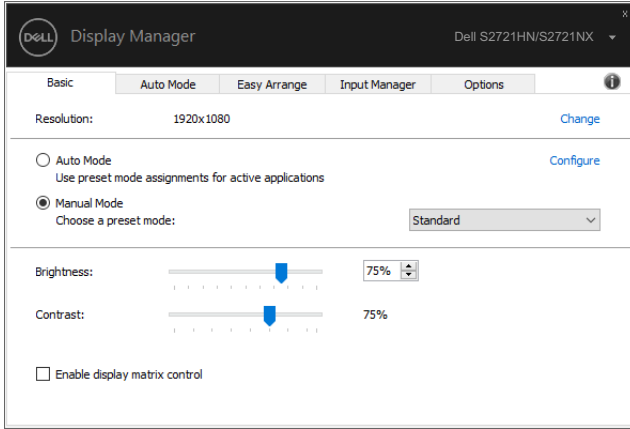 x
DELL Display Manager Dell S2721HN/S2721NX
Basic Auto Mode Easy Arrange Input Manager Options i
Resolution: 1920x1080 Change
Auto Mode Configure
Use preset mode assignments for active applications
Manual Mode
Choose a preset mode: Standard
Brightness: 75%
Contrast: 75%
Enable display matrix control